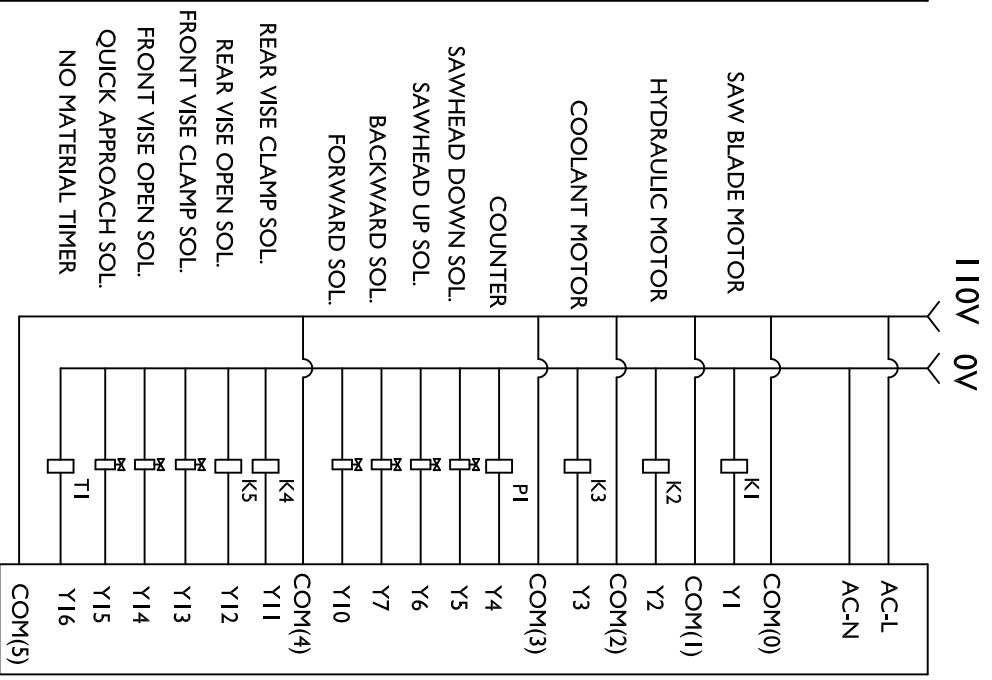 110V
0V
SAW BLADE MOTOR
HYDRAULIC MOTOR
COOLANT MOTOR
COUNTER
SAWHEAD DOWN SOL.
SAWHEAD UP SOL.
BACKWARD SOL.
FORWARD SOL.
REAR VISE CLAMP SOL.
REAR VISE OPEN SOL.
FRONT VISE CLAMP SOL.
FRONT VISE OPEN SOL.
QUICK APPROACH SOL.
NO MATERIAL TIMER
K1
K2
K3
P1
K4
K5
T1
AC-L
AC-N
COM(0)
Y1
COM(1)
Y2
COM(2)
Y3
COM(3)
Y4
Y5
Y6
Y7
Y10
COM(4)
Y11
Y12
Y13
Y14
Y15
Y16
COM(5)